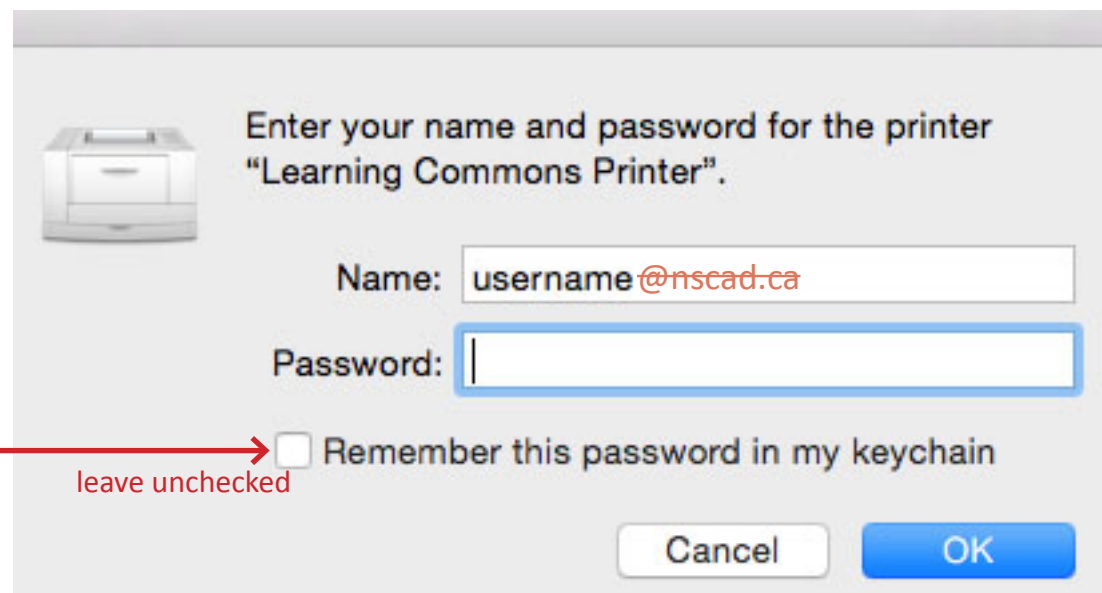 Enter your name and password for the printer
“Learning Commons Printer”.
Name: username @nscad.ca
Password:
Remember this password in my keychain
leave unchecked
Cancel OK